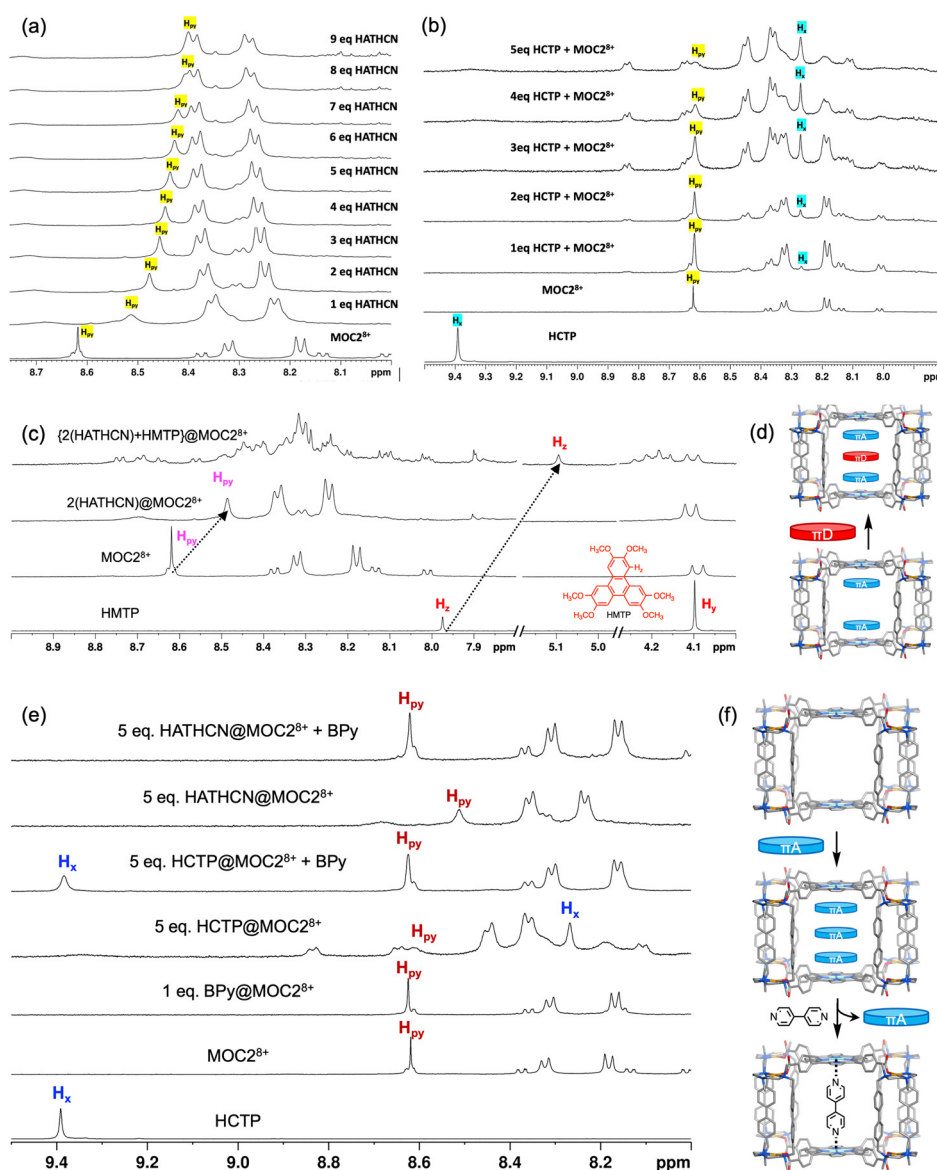 (a)
Hpy
9 eq HATHCN
8 eq HATHCN
Hpy
7 eq HATHCN
Hpy
6 eq HATHCN
Hpy
5 eq HATHCN
Hpy
4 eq HATHCN
Hpy
3 eq HATHCN
Hpy
2 eq HATHCN
Hpy
1 eq HATHCN
Hpy
MOC2⁸⁺
8.7 8.6 8.5 8.4 8.3 8.2 8.1 ppm
(b)
5eq HCTP + MOC2⁸⁺ Hpy Hx
4eq HCTP + MOC2⁸⁺ Hpy Hx
3eq HCTP + MOC2⁸⁺ Hpy Hx
2eq HCTP + MOC2⁸⁺ Hpy Hx
1eq HCTP + MOC2⁸⁺ Hpy Hx
MOC2⁸⁺ Hpy
Hx HCTP
9.4 9.3 9.2 9.1 9.0 8.9 8.8 8.7 8.6 8.5 8.4 8.3 8.2 8.1 8.0 ppm
(c)
{2(HATHCN)+HMTP}@MOC2⁸⁺ Hz
2(HATHCN)@MOC2⁸⁺ Hpy
MOC2⁸⁺ Hpy
OCH₃
H₃CO
Hz
H₃CO OCH₃
H₃CO OCH₃
HMTP
HMTP Hz Hy
8.7 8.6 8.5 8.4 8.3 8.2 8.1 8.0 7.9 ppm 5.1 5.0 4.2 4.1 ppm
(d)
πA
πD
πA
πD
πA
πA
(e)
Hpy
5 eq. HATHCN@MOC2⁸⁺ + BPy
5 eq. HATHCN@MOC2⁸⁺ Hpy
5 eq. HCTP@MOC2⁸⁺ + BPy Hpy
Hx
5 eq. HCTP@MOC2⁸⁺ Hpy Hx
1 eq. BPy@MOC2⁸⁺ Hpy
MOC2⁸⁺ Hpy
Hx HCTP
9.4 9.2 9.0 8.8 8.6 8.4 8.2 ppm
(f)
πA
πA
πA
πA
N N πA
N
N